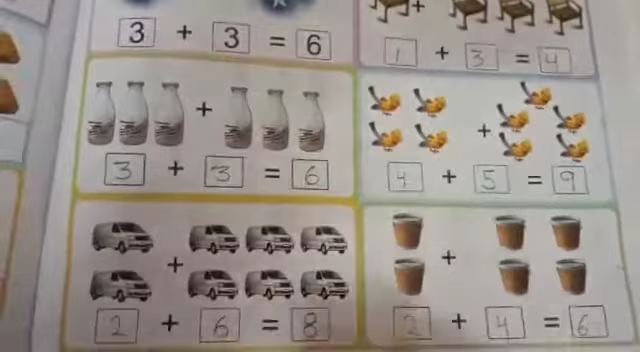 3 + 3 = 6
+
1 + 3 = 4
+
3 + 3 = 6
+
4 + 5 = 9
+
2 + 6 = 8
+
2 + 4 = 6